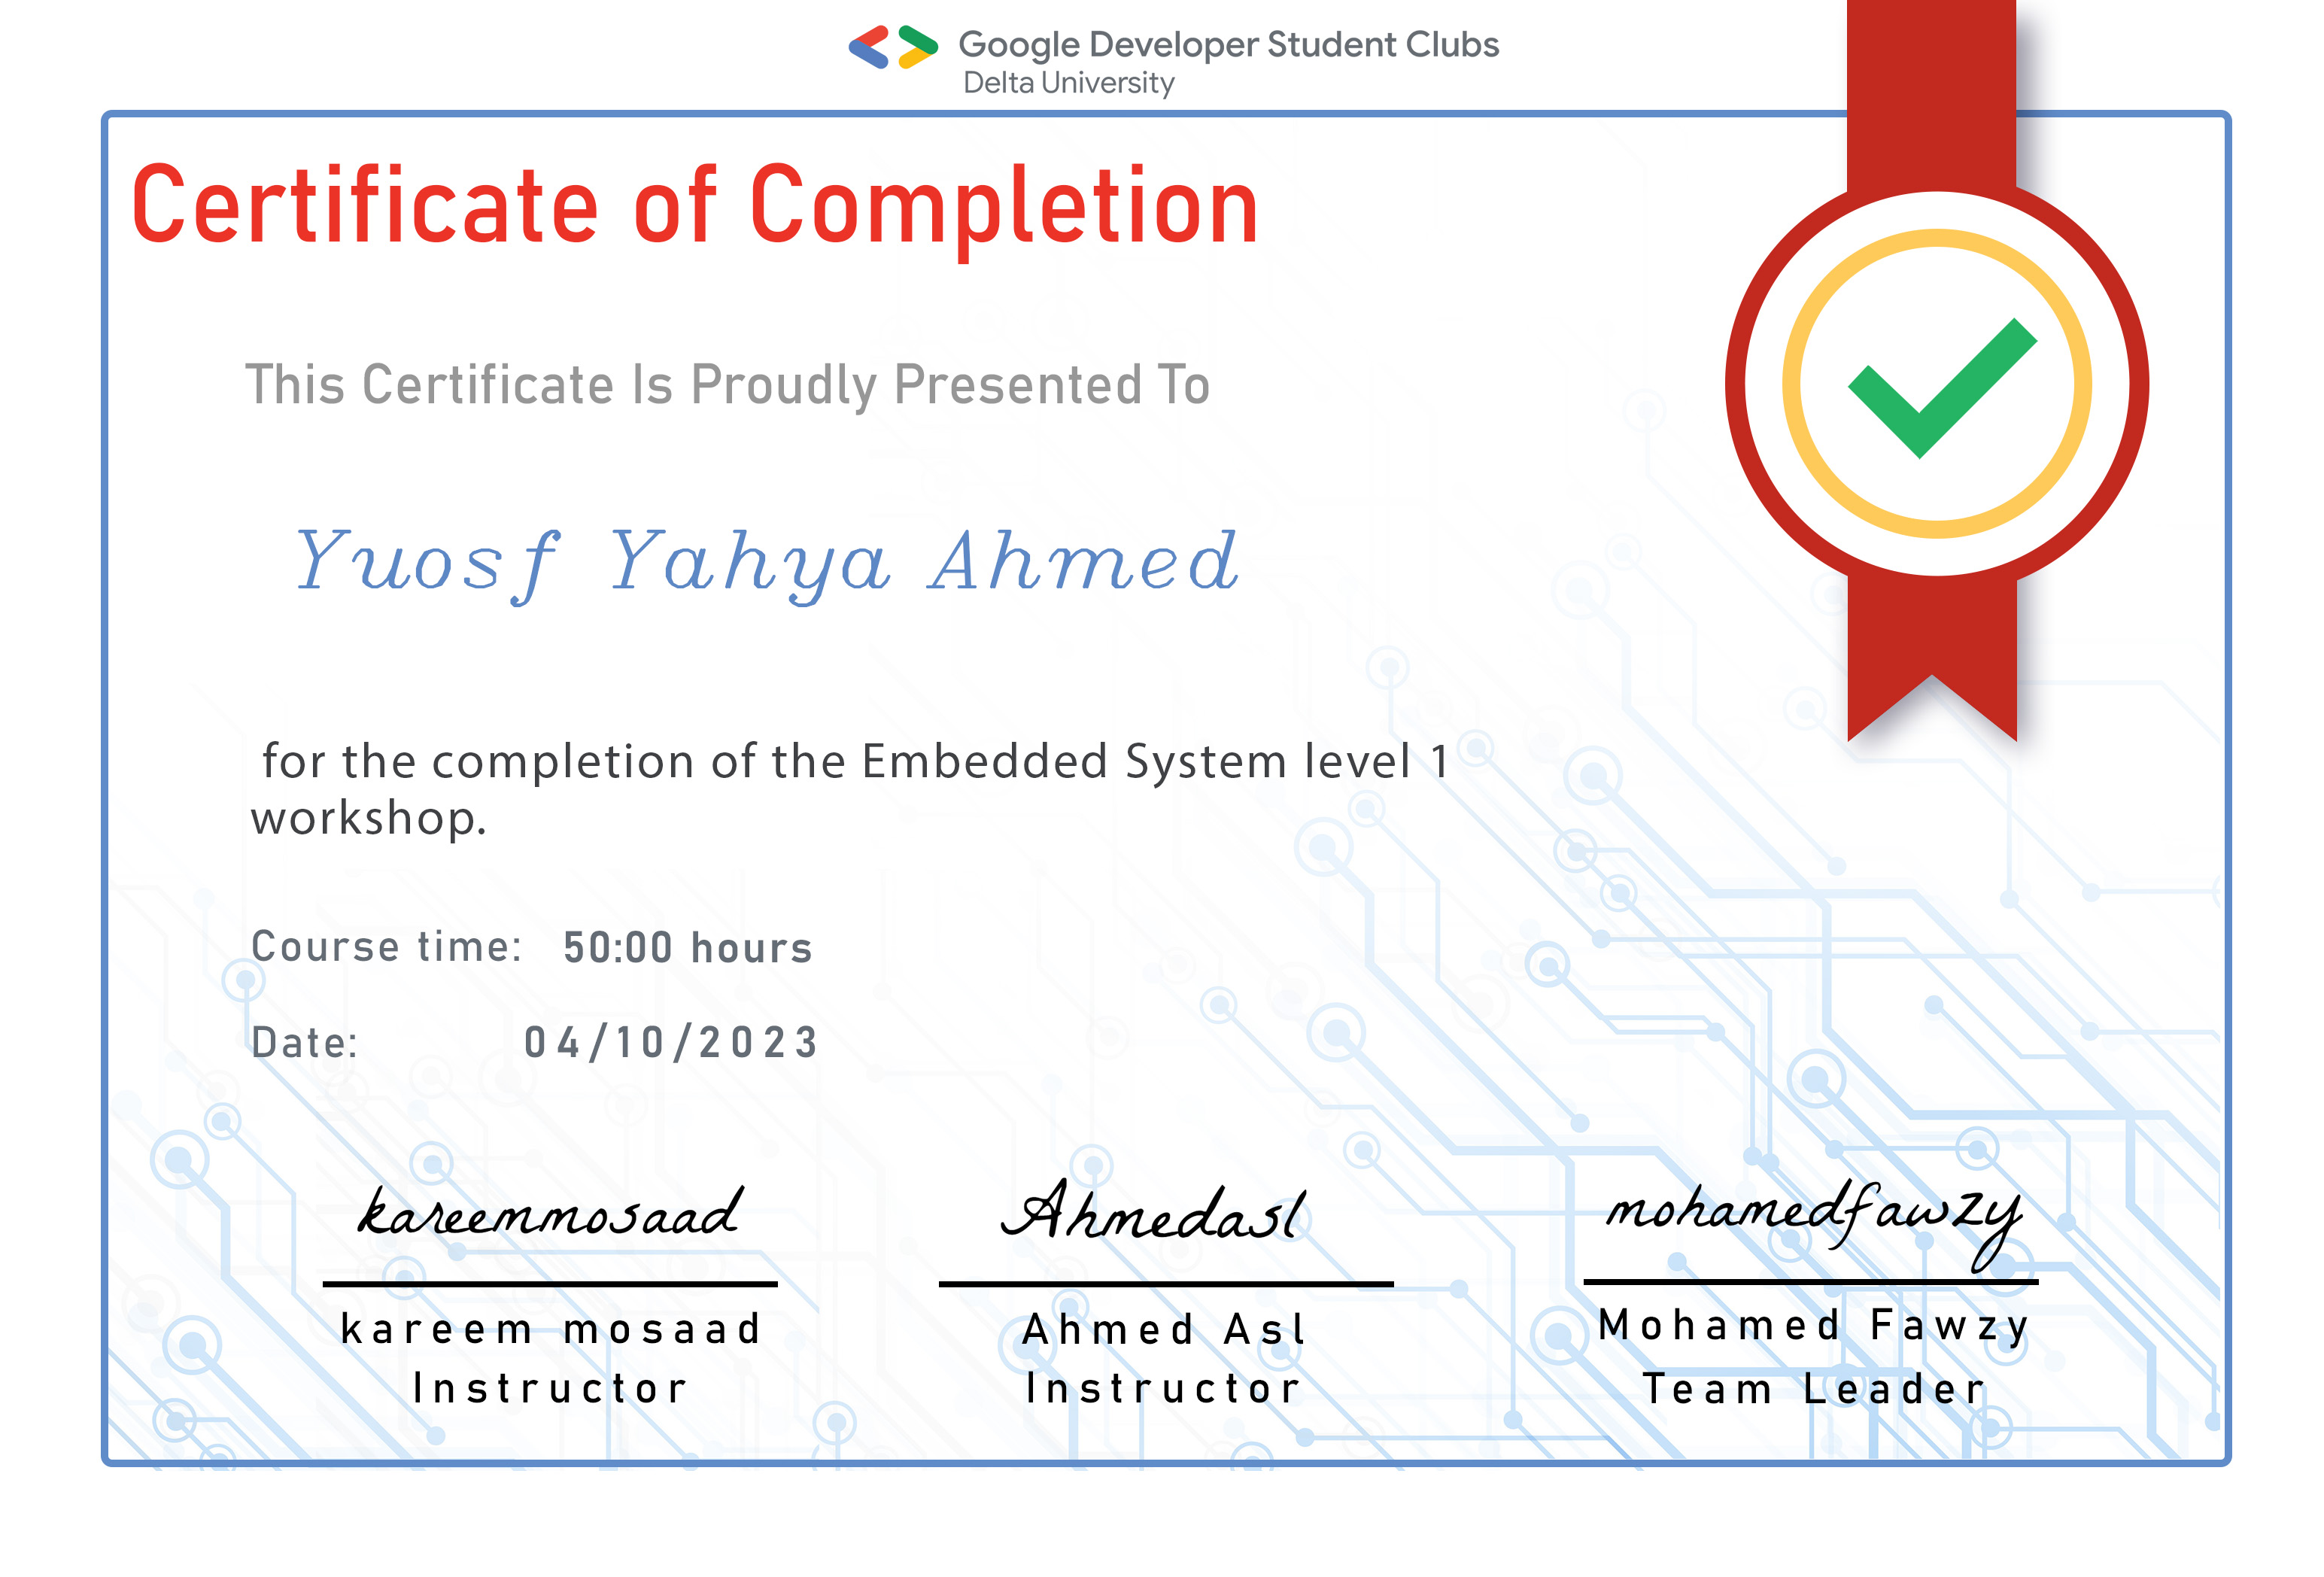 Google Developer Student Clubs
Delta University
Certificate of Completion
This Certificate Is Proudly Presented To
Yuosf Yahya Ahmed
for the completion of the Embedded System level 1
workshop.
Course time: 50:00 hours
Date: 04/10/2023
kareemmosaad
Ahmedasl
mohamedfawzy
kareem mosaad
Ahmed Asl
Mohamed Fawzy
Instructor
Instructor
Team Leader